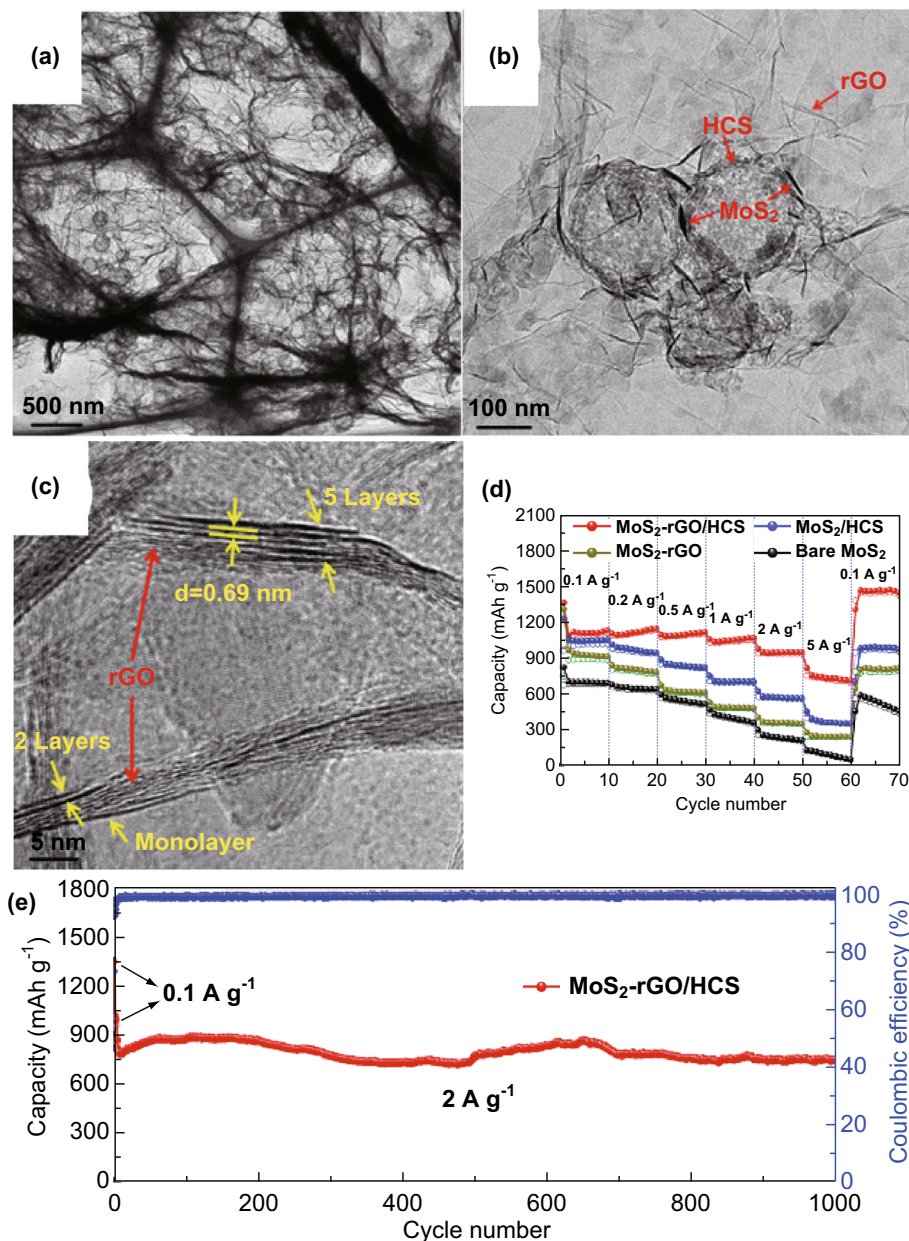 (a)
500 nm
(b)
rGO
HCS
MoS₂
100 nm
(c)
5 Layers
d=0.69 nm
rGO
2 Layers
Monolayer
5 nm
(d)
2100
1800
1500
1200
900
600
300
0
Capacity (mAh g⁻¹)
MoS₂-rGO/HCS
MoS₂/HCS
MoS₂-rGO
Bare MoS₂
0.1 A g⁻¹
0.2 A g⁻¹
0.5 A g⁻¹
1 A g⁻¹
2 A g⁻¹
5 A g⁻¹
0.1 A g⁻¹
0 10 20 30 40 50 60 70
Cycle number
(e)
1800
1500
1200
900
600
300
0
Capacity (mAh g⁻¹)
0.1 A g⁻¹
MoS₂-rGO/HCS
2 A g⁻¹
100
80
60
40
20
0
Coulombic efficiency (%)
0 200 400 600 800 1000
Cycle number